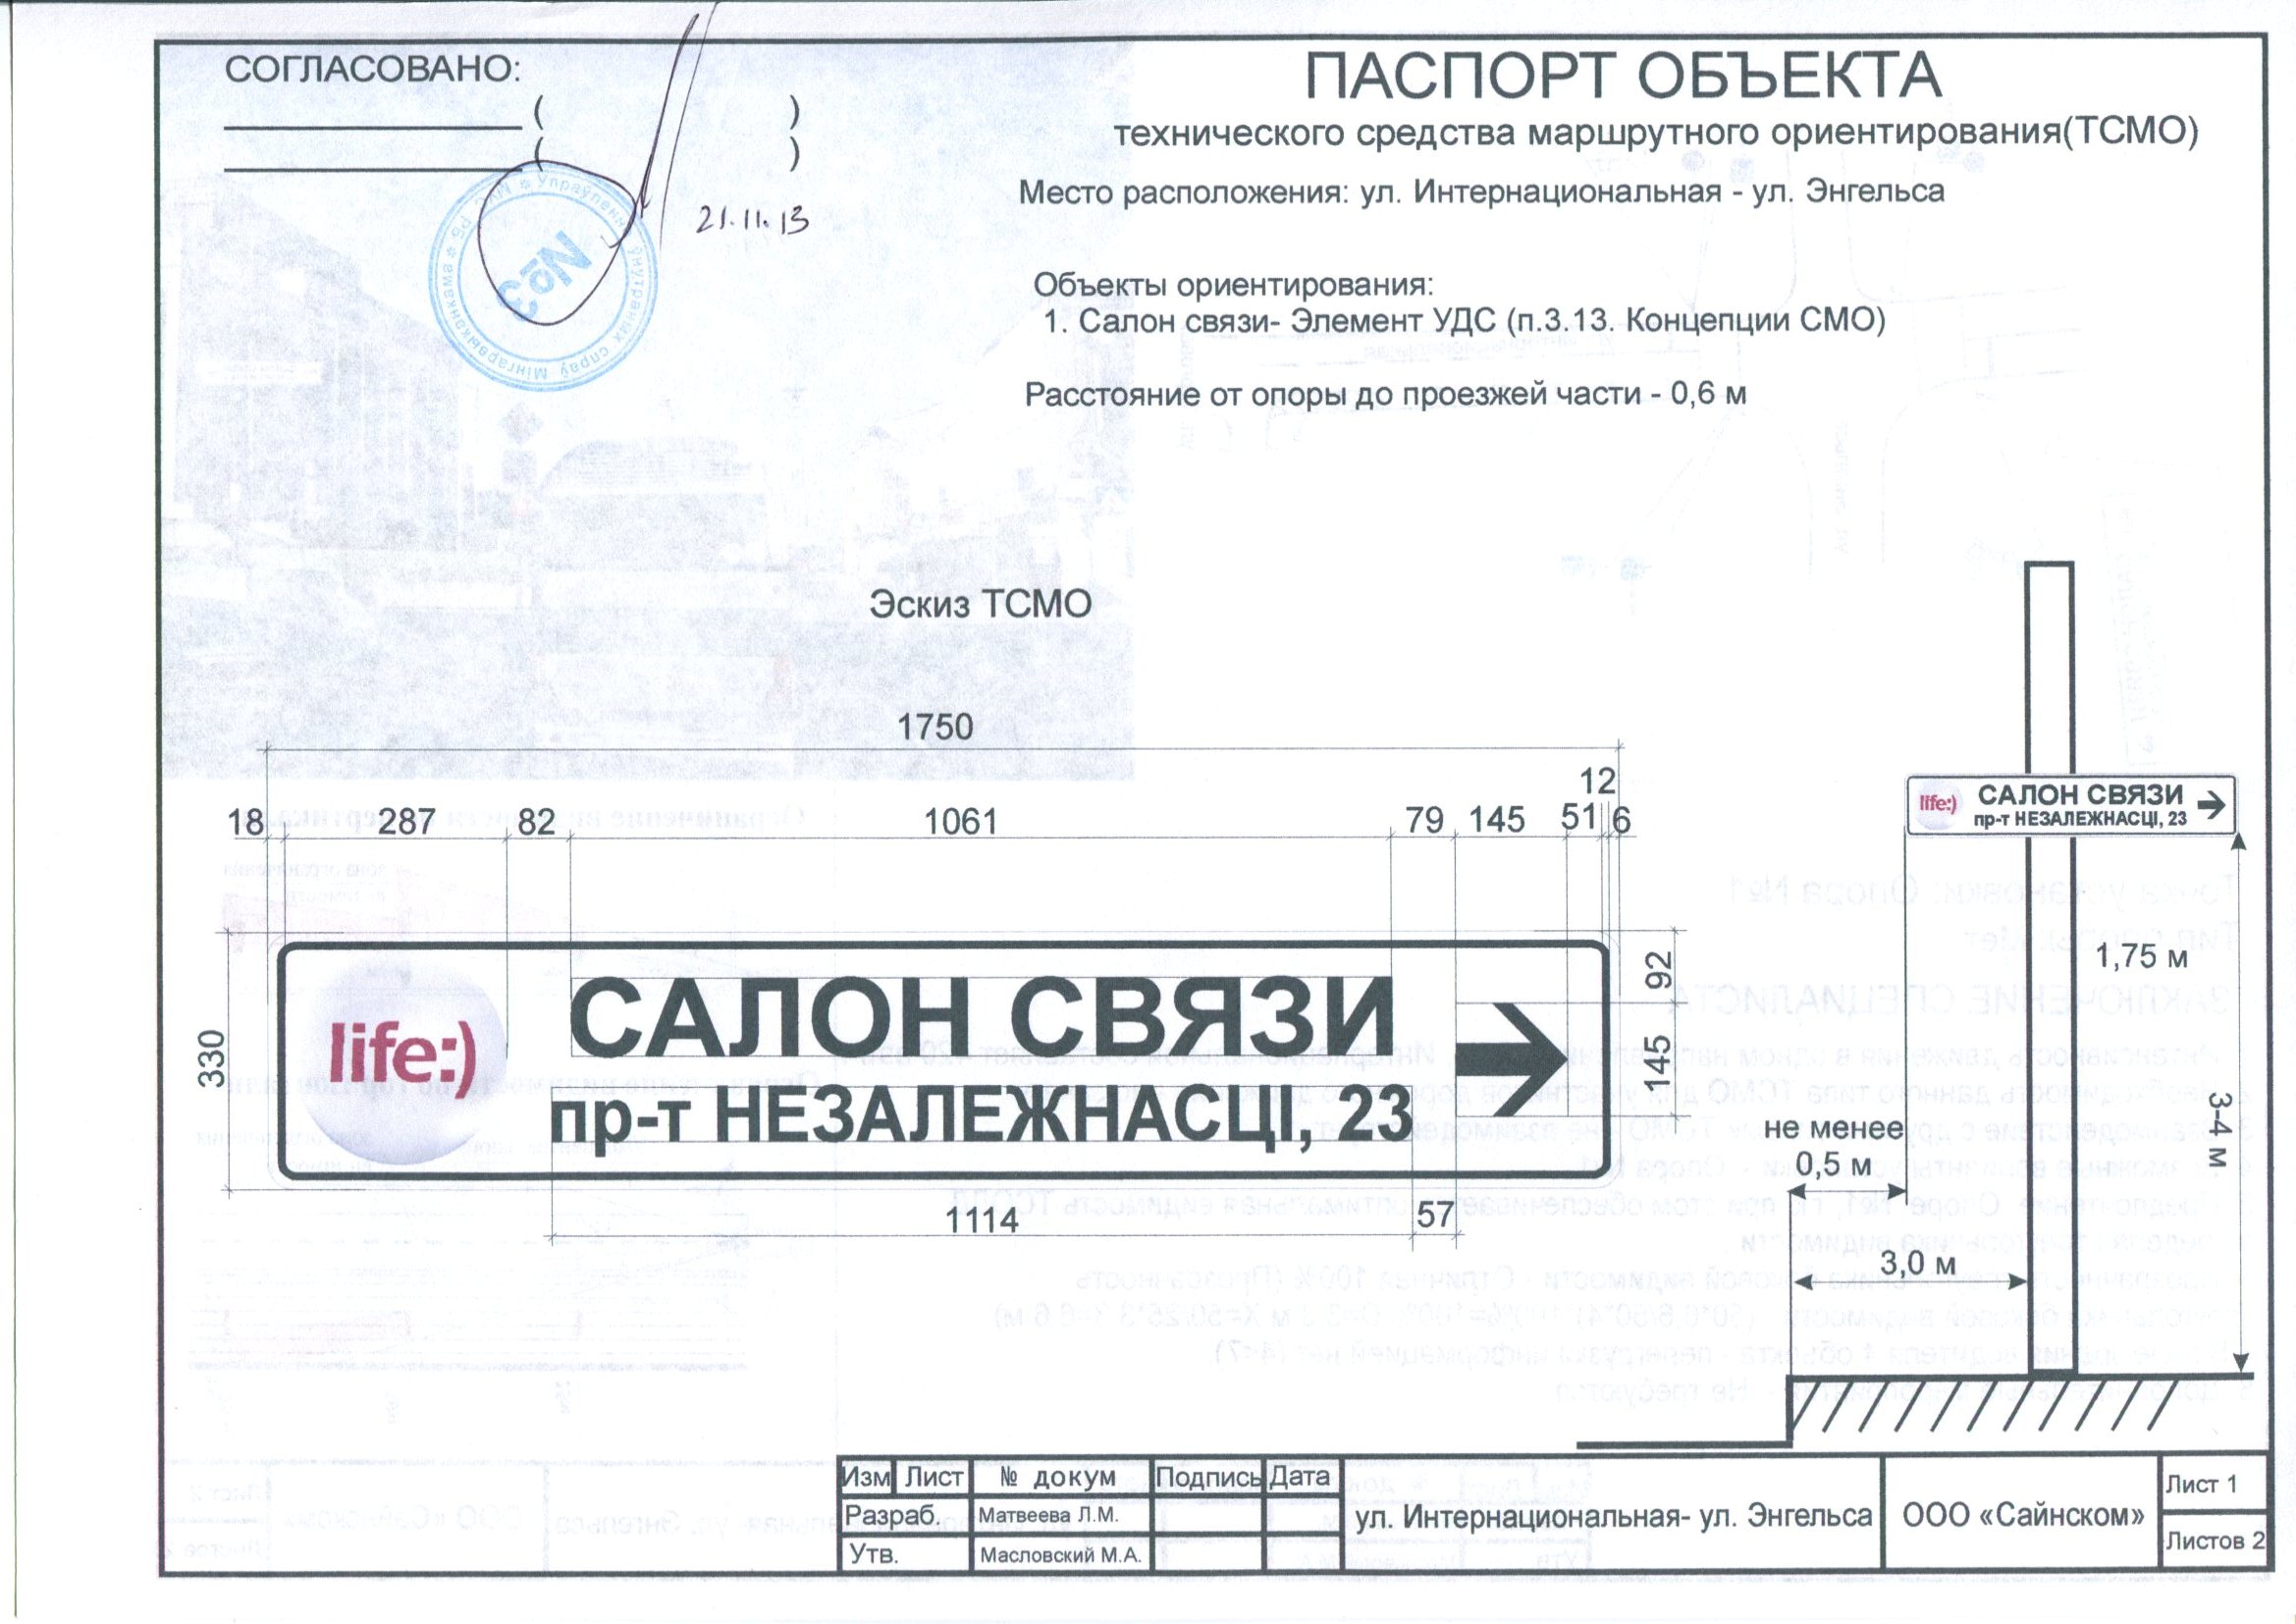 СОГЛАСОВАНО:
( )
( )
21.11.13
№3
Упраўленне ўнутраных спраў Мінгарвыканкама * МУС РБ *
ПАСПОРТ ОБЪЕКТА
технического средства маршрутного ориентирования(ТСМО)
Место расположения: ул. Интернациональная - ул. Энгельса
Объекты ориентирования:
1. Салон связи- Элемент УДС (п.3.13. Концепции СМО)
Расстояние от опоры до проезжей части - 0,6 м
Эскиз ТСМО
1750
12
18 287 82 1061 79 145 51 6
life:)
САЛОН СВЯЗИ
пр-т НЕЗАЛЕЖНАСЦІ, 23
330
92
145
1114
57
life:)
САЛОН СВЯЗИ
пр-т НЕЗАЛЕЖНАСЦІ, 23
1,75 м
3-4 м
не менее
0,5 м
3,0 м
Изм Лист № докум Подпись Дата
Разраб. Матвеева Л.М.
Утв. Масловский М.А.
ул. Интернациональная- ул. Энгельса
ООО «Сайнском»
Лист 1
Листов 2